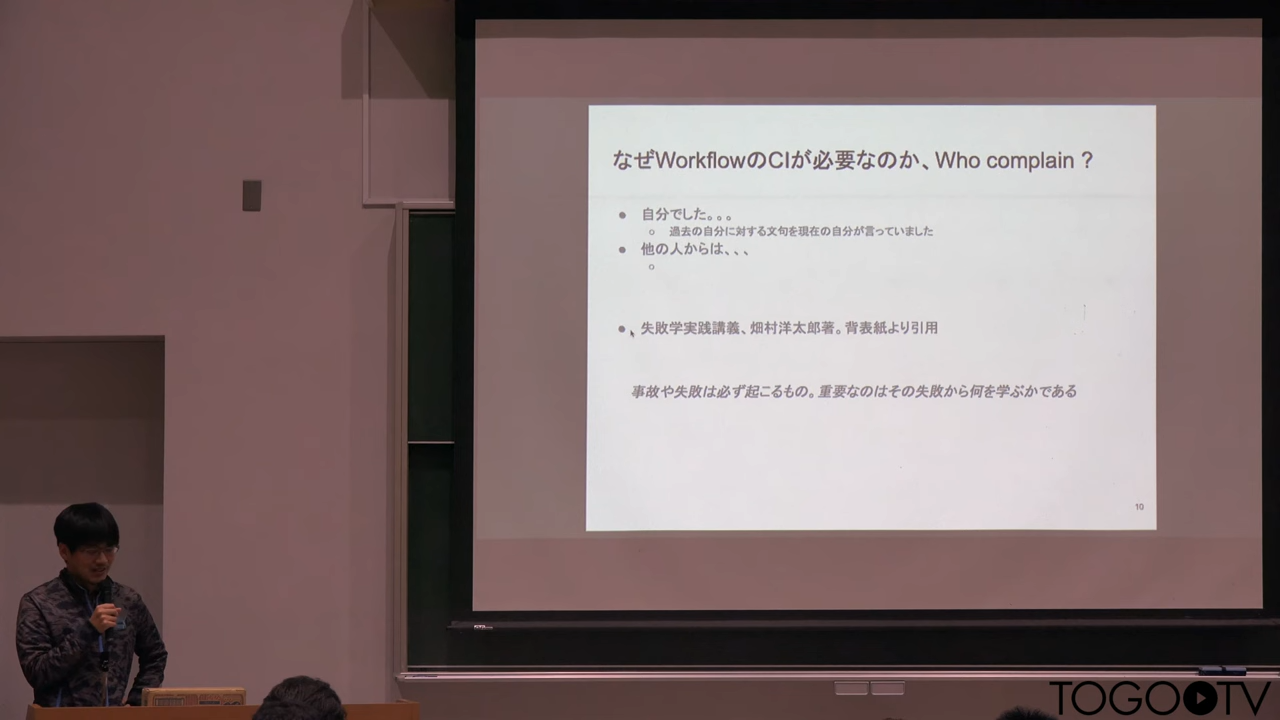 なぜWorkflowのCIが必要なのか、Who complain ?
● 自分でした。。。
○ 過去の自分に対する文句を現在の自分が言っていました
● 他の人からは、、、
○
● 失敗学実践講義、畑村洋太郎著。背表紙より引用
事故や失敗は必ず起こるもの。重要なのはその失敗から何を学ぶかである
10
TOGOTV